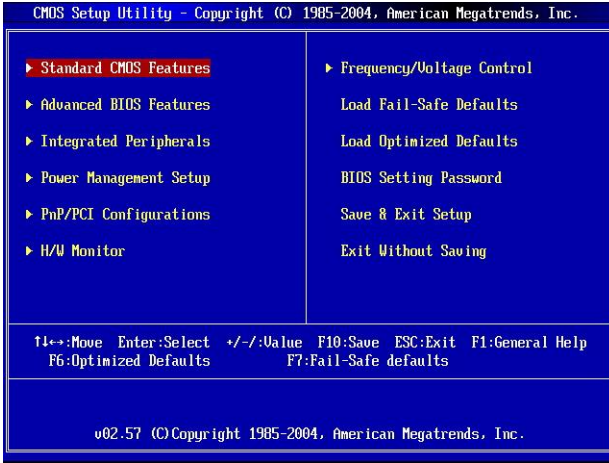 CMOS Setup Utility - Copyright (C) 1985-2004, American Megatrends, Inc.
Standard CMOS Features
Advanced BIOS Features
Integrated Peripherals
Power Management Setup
PnP/PCI Configurations
H/W Monitor
Frequency/Voltage Control
Load Fail-Safe Defaults
Load Optimized Defaults
BIOS Setting Password
Save & Exit Setup
Exit Without Saving
↑↓←→:Move Enter:Select +/-/:Value F10:Save ESC:Exit F1:General Help
F6:Optimized Defaults F7:Fail-Safe defaults
v02.57 (C)Copyright 1985-2004, American Megatrends, Inc.